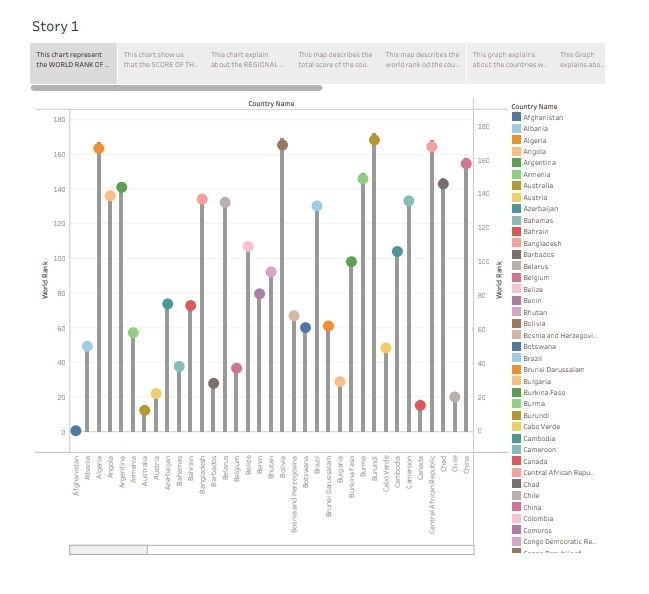 Story 1
This chart represent
the WORLD RANK OF ...
This chart show us
that the SCORE OF TH...
This chart explain
about the REGIONAL ...
This map describes the
total score of the cou...
This map describes the
world rank od the cou...
This graph explains
about the countries w...
This Graph
explains abo...
Country Name
World Rank
180
160
140
120
100
80
60
40
20
0
180
160
140
120
100
80
60
40
20
0
World Rank
Afghanistan
Albania
Algeria
Angola
Argentina
Armenia
Australia
Austria
Azerbaijan
Bahamas
Bahrain
Bangladesh
Barbados
Belarus
Belgium
Belize
Benin
Bhutan
Bolivia
Bosnia and Herzegovina
Botswana
Brazil
Brunei Darussalam
Bulgaria
Burkina Faso
Burma
Burundi
Cabo Verde
Cambodia
Cameroon
Canada
Central African Republic
Chad
Chile
China
Country Name
Afghanistan
Albania
Algeria
Angola
Argentina
Armenia
Australia
Austria
Azerbaijan
Bahamas
Bahrain
Bangladesh
Barbados
Belarus
Belgium
Belize
Benin
Bhutan
Bolivia
Bosnia and Herzegovi..
Botswana
Brazil
Brunei Darussalam
Bulgaria
Burkina Faso
Burma
Burundi
Cabo Verde
Cambodia
Cameroon
Canada
Central African Repu..
Chad
Chile
China
Colombia
Comoros
Congo Democratic Re..